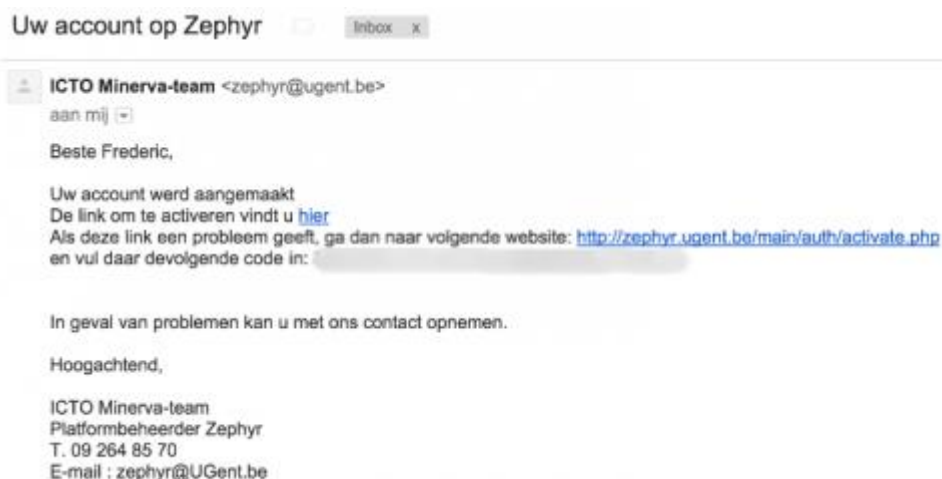 Uw account op Zephyr Inbox x
ICTO Minerva-team <zephyr@ugent.be>
aan mij
Beste Frederic,
Uw account werd aangemaakt
De link om te activeren vindt u hier
Als deze link een probleem geeft, ga dan naar volgende website: http://zephyr.ugent.be/main/auth/activate.php
en vul daar devolgende code in:
In geval van problemen kan u met ons contact opnemen.
Hoogachtend,
ICTO Minerva-team
Platformbeheerder Zephyr
T. 09 264 85 70
E-mail : zephyr@UGent.be